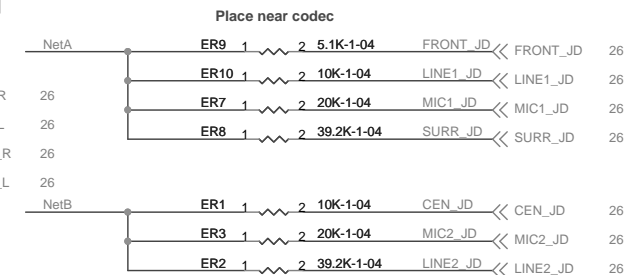 Place near codec
NetA ER9 1 2 5.1K-1-04 FRONT_JD FRONT_JD 26
ER10 1 2 10K-1-04 LINE1_JD LINE1_JD 26
R 26 ER7 1 2 20K-1-04 MIC1_JD MIC1_JD 26
26 ER8 1 2 39.2K-1-04 SURR_JD SURR_JD 26
_R 26
_L 26
NetB ER1 1 2 10K-1-04 CEN_JD CEN_JD 26
ER3 1 2 20K-1-04 MIC2_JD MIC2_JD 26
ER2 1 2 39.2K-1-04 LINE2_JD LINE2_JD 26